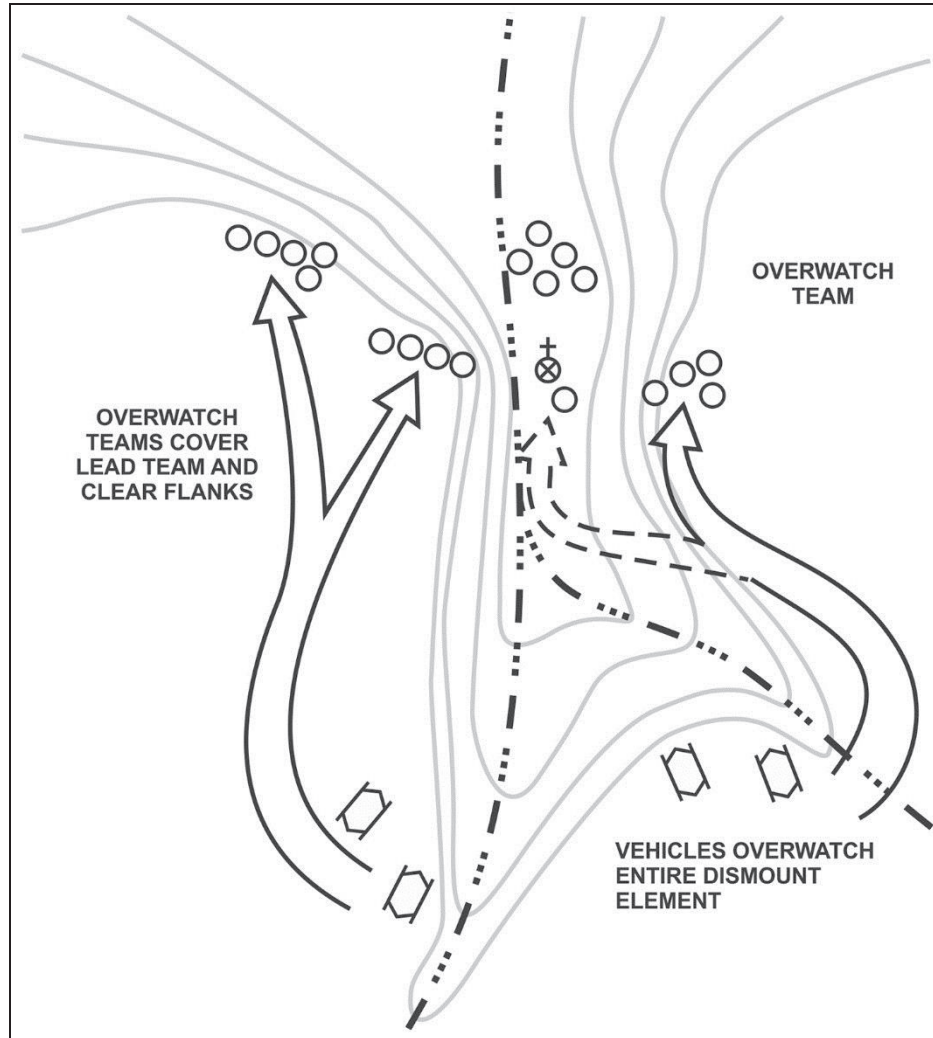 OVERWATCH
TEAM
OVERWATCH
TEAMS COVER
LEAD TEAM AND
CLEAR FLANKS
VEHICLES OVERWATCH
ENTIRE DISMOUNT
ELEMENT